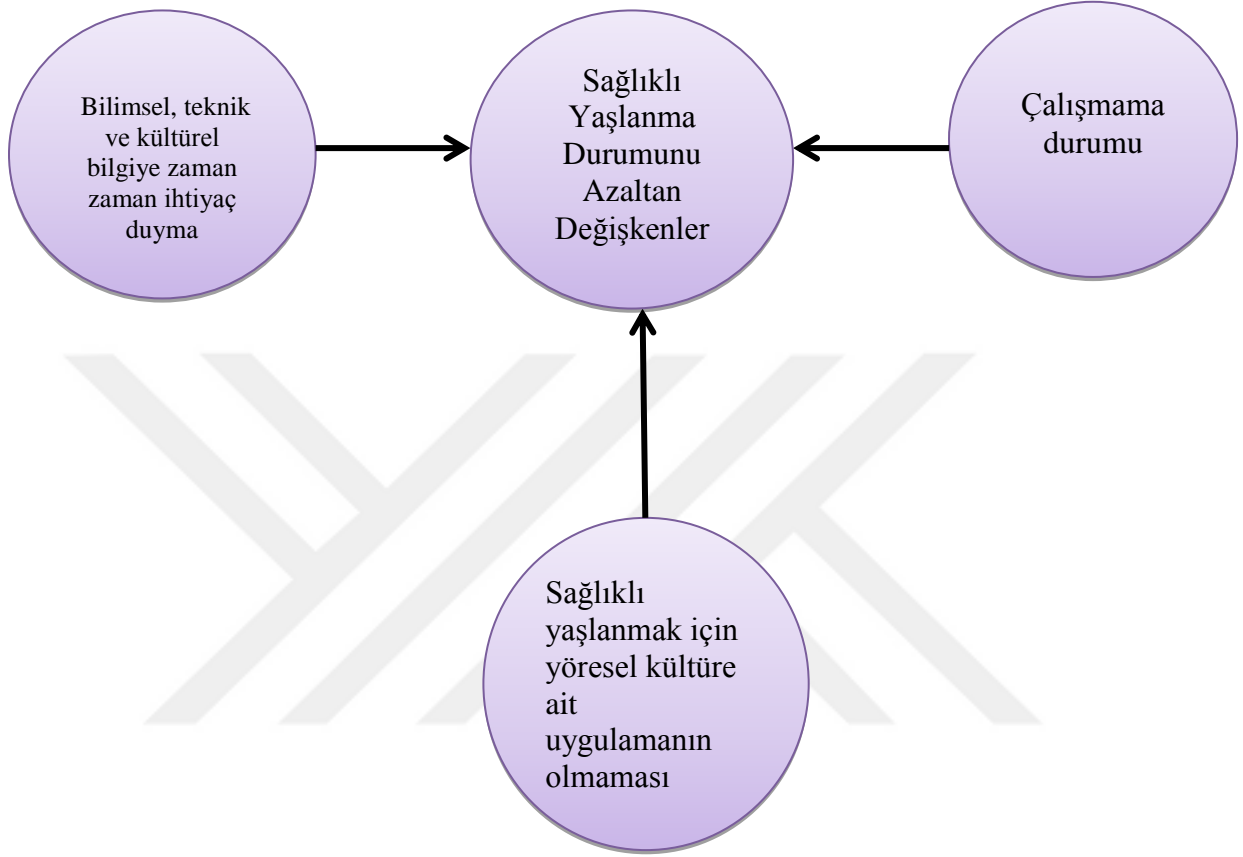 Bilimsel, teknik
ve kültürel
bilgiye zaman
zaman ihtiyaç
duyma
Sağlıklı
Yaşlanma
Durumunu
Azaltan
Değişkenler
Çalışmama
durumu
Sağlıklı
yaşlanmak için
yöresel kültüre
ait
uygulamanın
olmaması